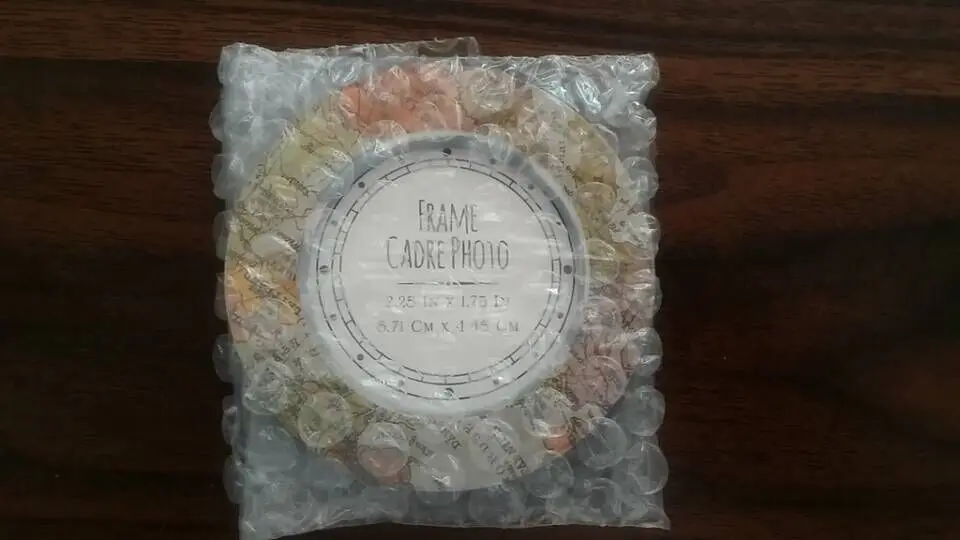 FRAME
CADRE PHOTO
2.25 IN X 1.75 IN
5.71 CM X 4.45 CM